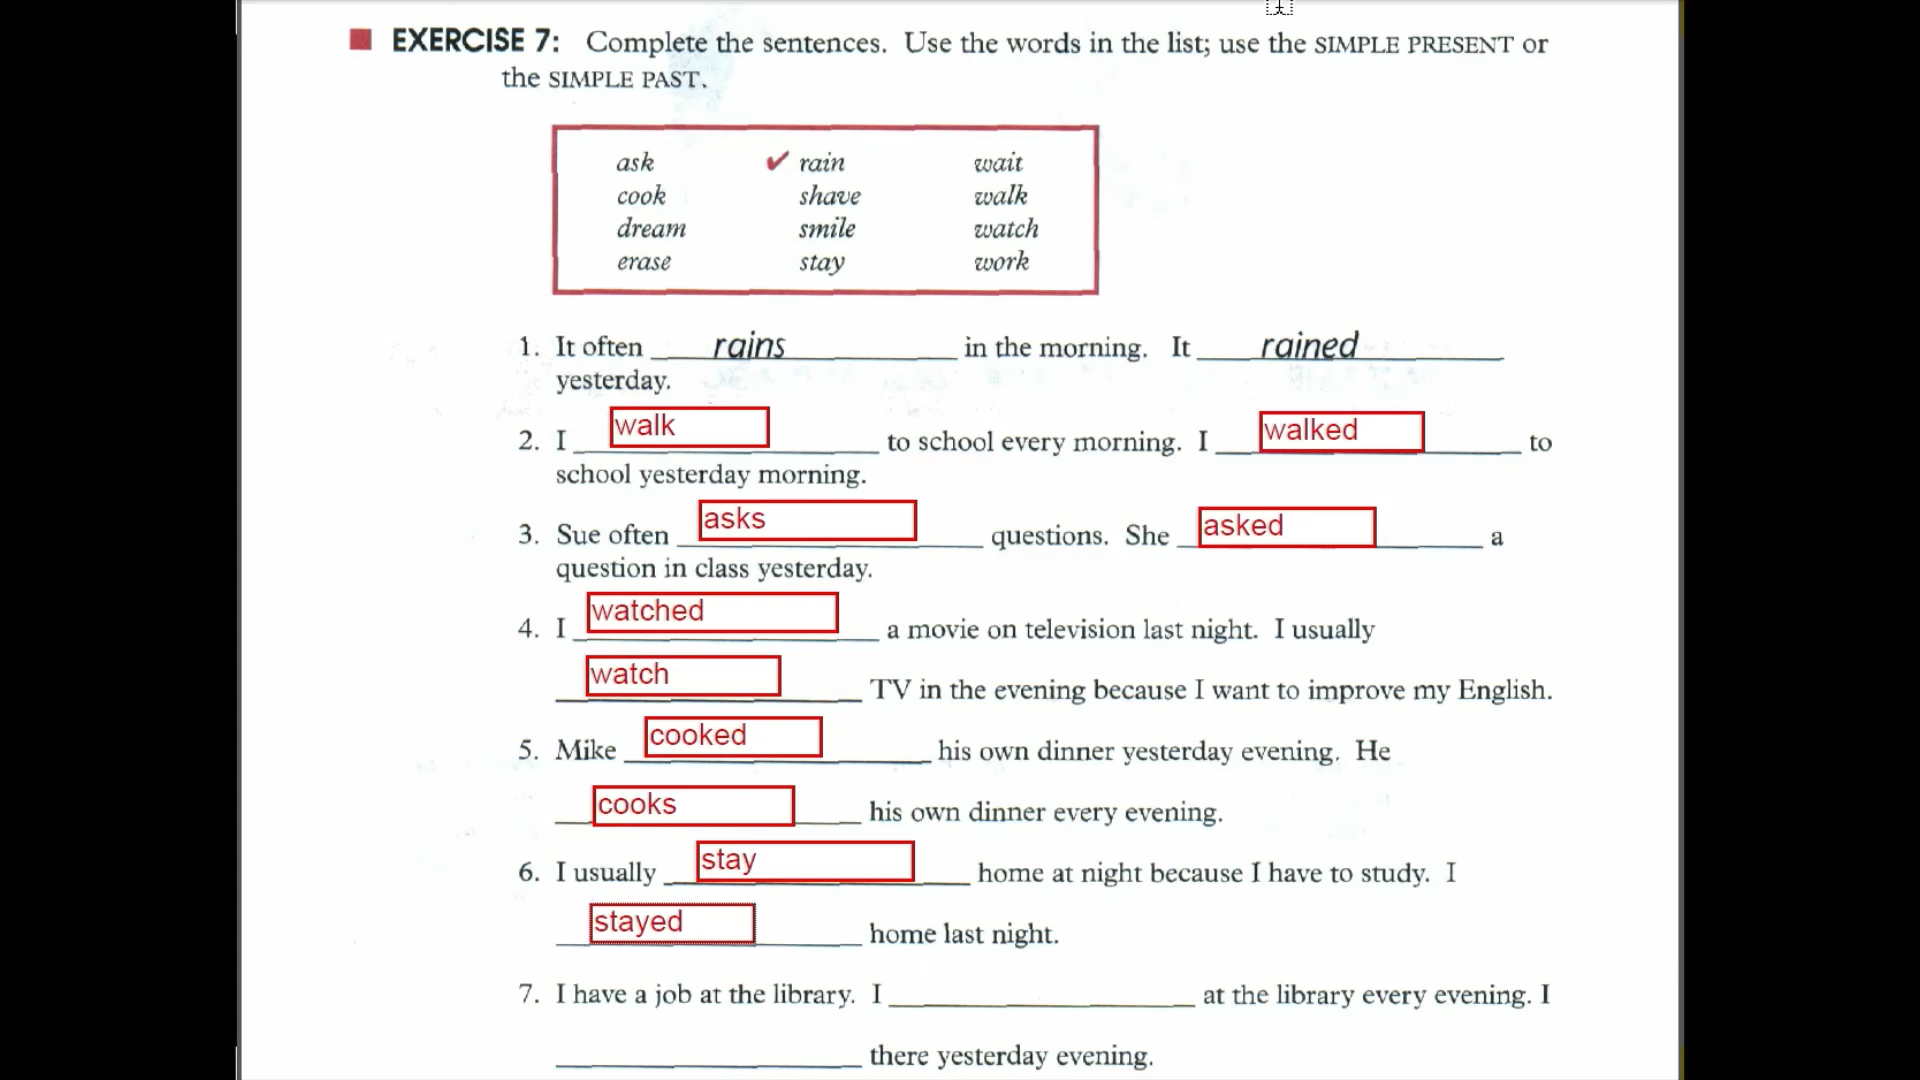 EXERCISE 7: Complete the sentences. Use the words in the list; use the SIMPLE PRESENT or
the SIMPLE PAST.
ask ✔ rain wait
cook shave walk
dream smile watch
erase stay work
1. It often rains in the morning. It rained
yesterday.
2. I walk to school every morning. I walked to
school yesterday morning.
3. Sue often asks questions. She asked a
question in class yesterday.
4. I watched a movie on television last night. I usually
watch TV in the evening because I want to improve my English.
5. Mike cooked his own dinner yesterday evening. He
cooks his own dinner every evening.
6. I usually stay home at night because I have to study. I
stayed home last night.
7. I have a job at the library. I ____ at the library every evening. I
____ there yesterday evening.